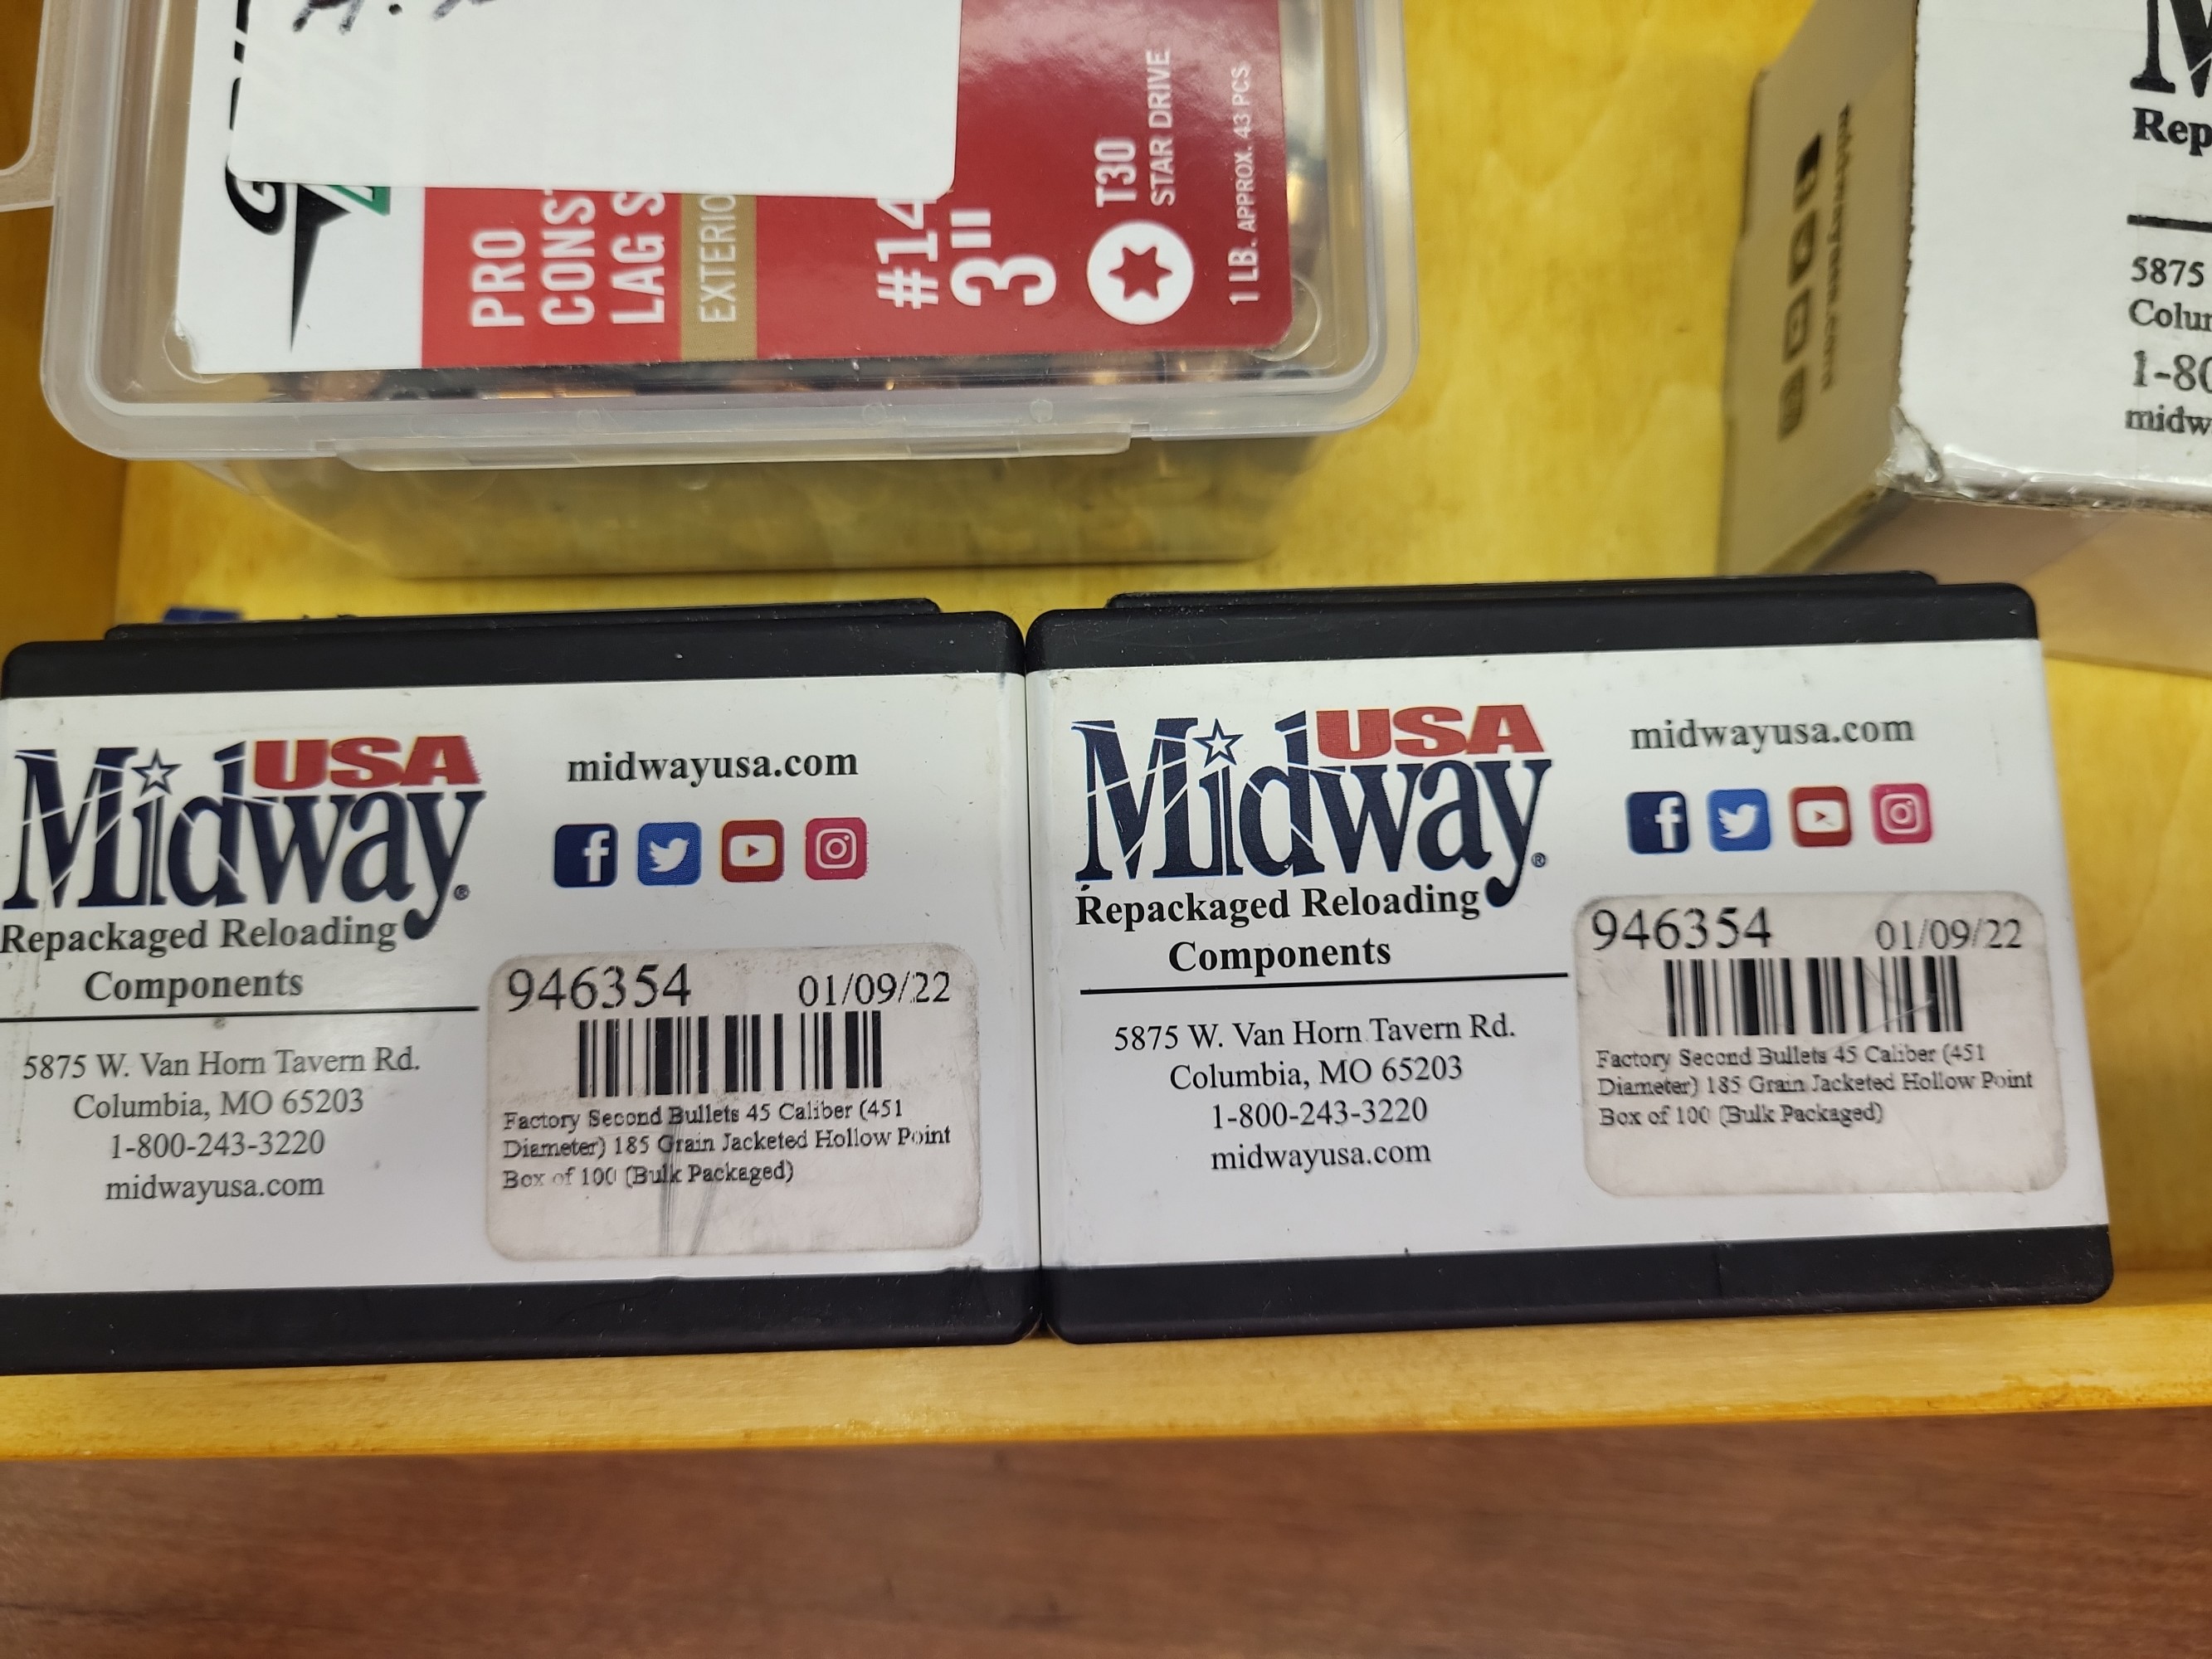 PRO
CONS
LAG S
EXTERIO
#14
3"
T30
STAR DRIVE
1 LB. APPROX. 43 PCS
Rep
5875
Colu
1-80
midw
Midway USA ®
Repackaged Reloading
Components
5875 W. Van Horn Tavern Rd.
Columbia, MO 65203
1-800-243-3220
midwayusa.com
midwayusa.com
946354 01/09/22
Factory Second Bullets 45 Caliber (451
Diameter) 185 Grain Jacketed Hollow Point
Box of 100 (Bulk Packaged)
Midway USA ®
Repackaged Reloading
Components
5875 W. Van Horn Tavern Rd.
Columbia, MO 65203
1-800-243-3220
midwayusa.com
midwayusa.com
946354 01/09/22
Factory Second Bullets 45 Caliber (451
Diameter) 185 Grain Jacketed Hollow Point
Box of 100 (Bulk Packaged)